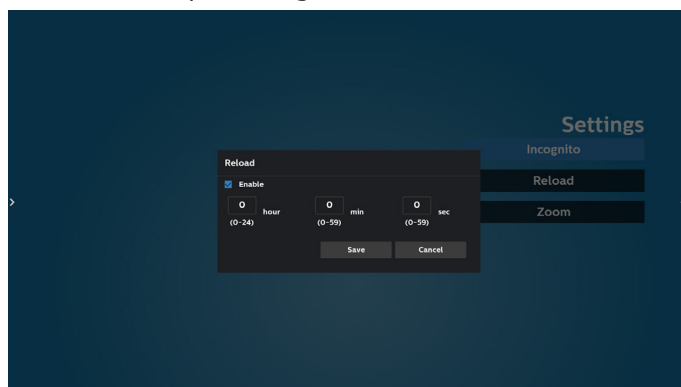 Settings
Incognito
Reload
Zoom
Reload
Enable
0 hour 0 min 0 sec
(0-24) (0-59) (0-59)
Save Cancel